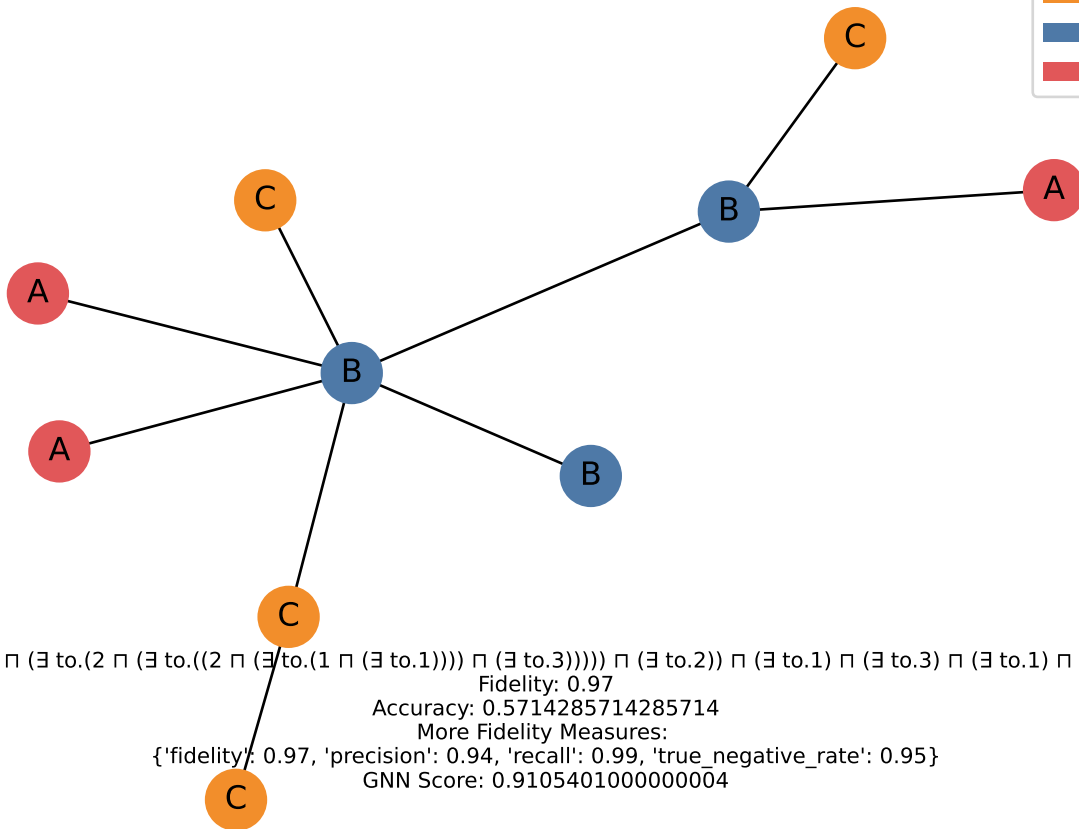 C
A
C
B
A
B
A
B
C
⊓ (∃ to.(2 ⊓ (∃ to.((2 ⊓ (∃ to.(1 ⊓ (∃ to.1)))) ⊓ (∃ to.3))))) ⊓ (∃ to.2)) ⊓ (∃ to.1) ⊓ (∃ to.3) ⊓ (∃ to.1) ⊓
Fidelity: 0.97
Accuracy: 0.5714285714285714
More Fidelity Measures:
{'fidelity': 0.97, 'precision': 0.94, 'recall': 0.99, 'true_negative_rate': 0.95}
GNN Score: 0.9105401000000004
C